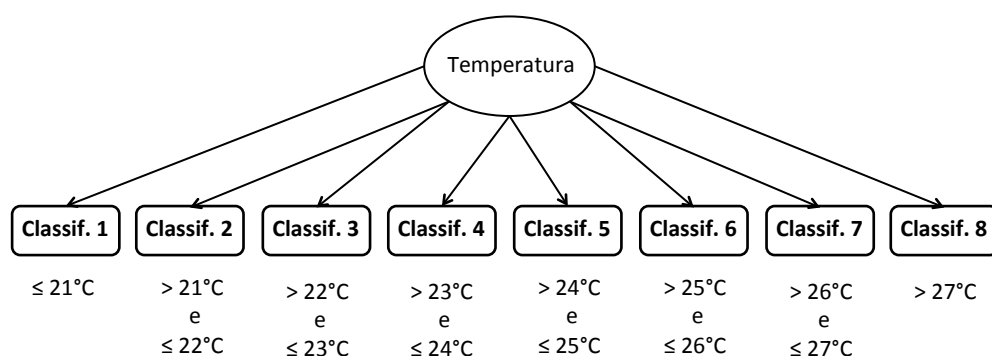 Temperatura
Classif. 1 Classif. 2 Classif. 3 Classif. 4 Classif. 5 Classif. 6 Classif. 7 Classif. 8
≤ 21°C > 21°C > 22°C > 23°C > 24°C > 25°C > 26°C > 27°C
e e e e e e
≤ 22°C ≤ 23°C ≤ 24°C ≤ 25°C ≤ 26°C ≤ 27°C